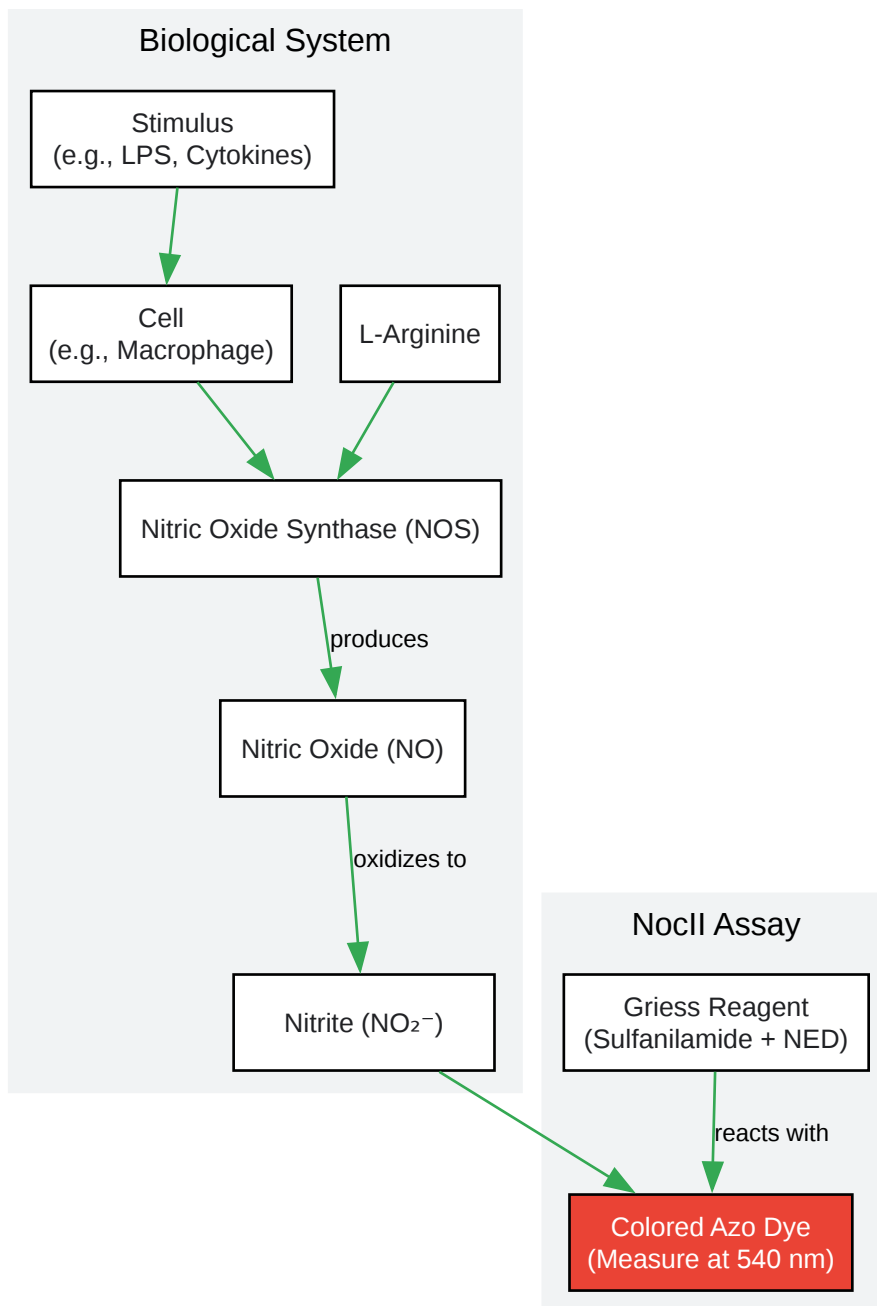 Biological System
Stimulus
(e.g., LPS, Cytokines)
Cell
(e.g., Macrophage)
L-Arginine
Nitric Oxide Synthase (NOS)
produces
Nitric Oxide (NO)
oxidizes to
Nitrite (NO₂⁻)
NocII Assay
Griess Reagent
(Sulfanilamide + NED)
reacts with
Colored Azo Dye
(Measure at 540 nm)